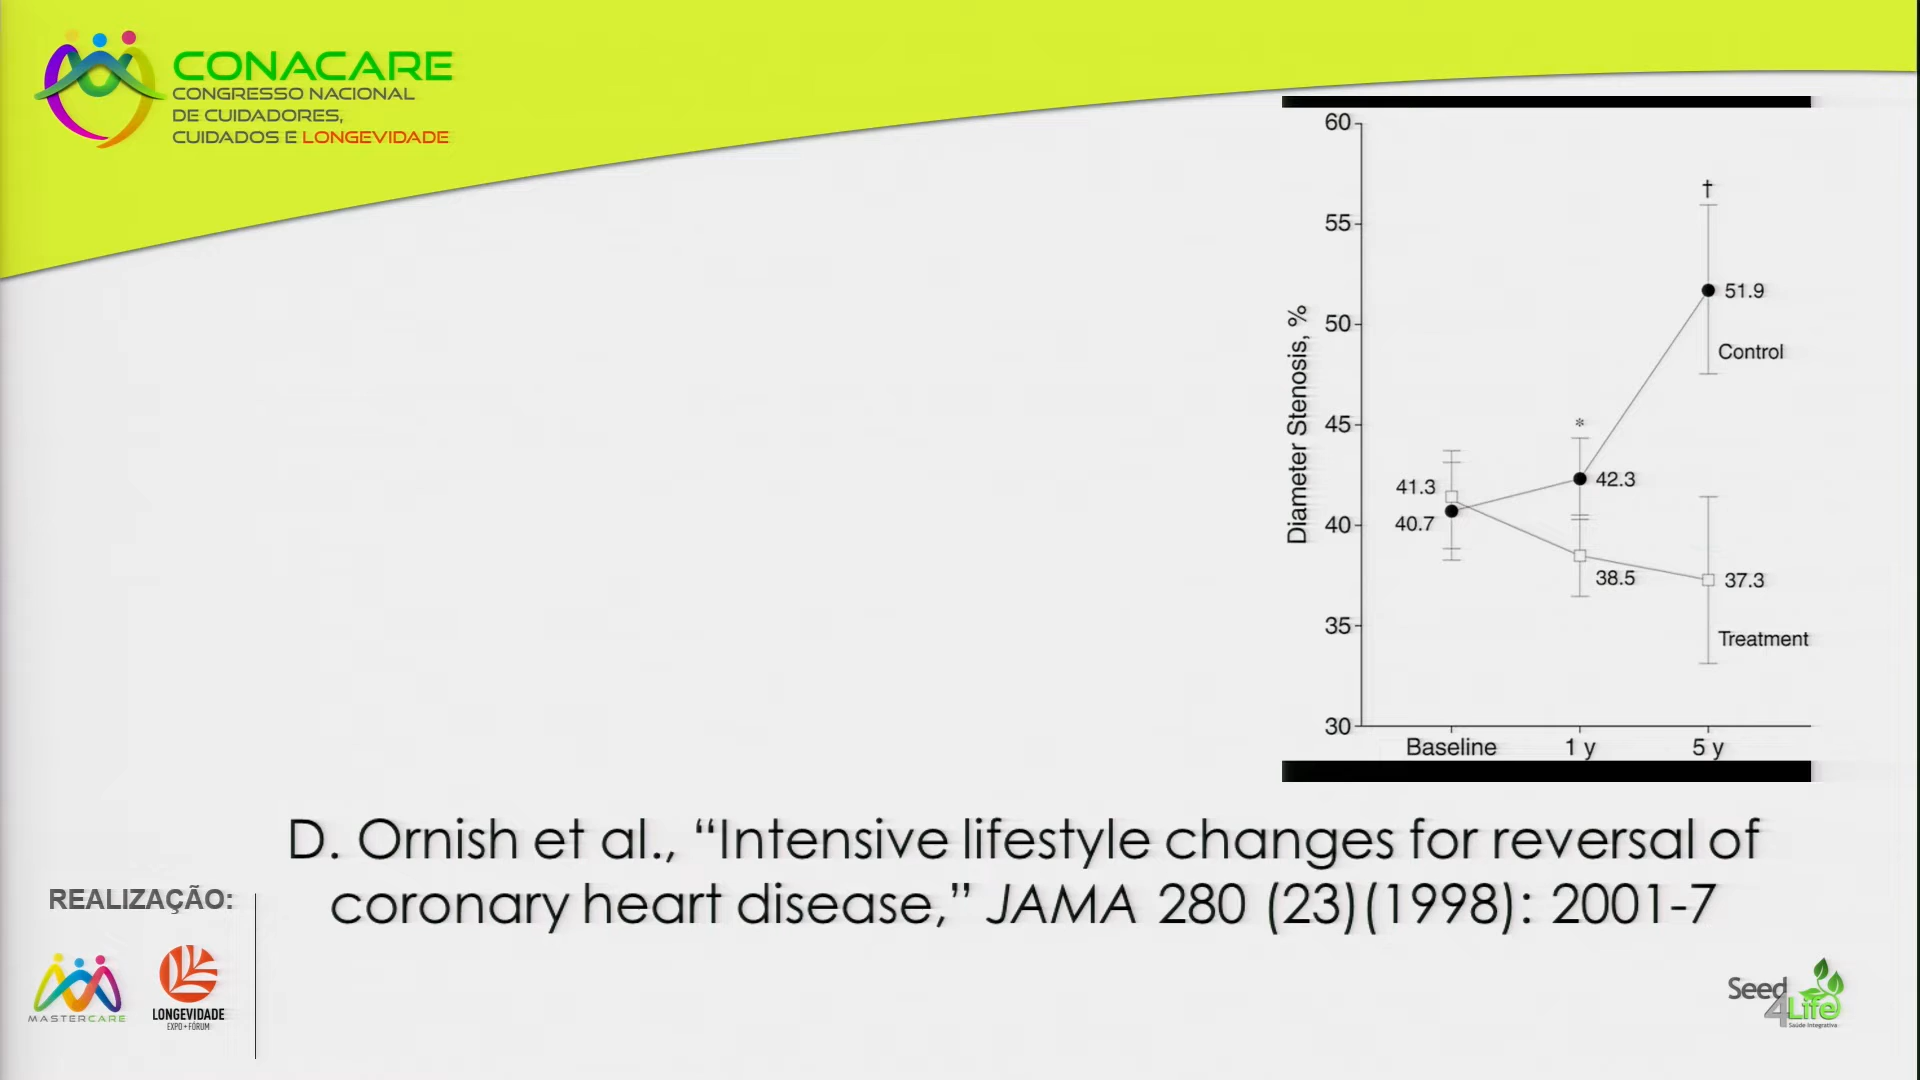 CONACARE
CONGRESSO NACIONAL
DE CUIDADORES,
CUIDADOS E LONGEVIDADE
60
55
50
45
40
35
30
Diameter Stenosis, %
†
51.9
Control
*
41.3
42.3
40.7
38.5
37.3
Treatment
Baseline
1 y
5 y
D. Ornish et al., “Intensive lifestyle changes for reversal of
coronary heart disease,” JAMA 280 (23)(1998): 2001-7
REALIZAÇÃO:
MASTERCARE
LONGEVIDADE
EXPO+FÓRUM
Seed
4Life
Saúde Integrativa